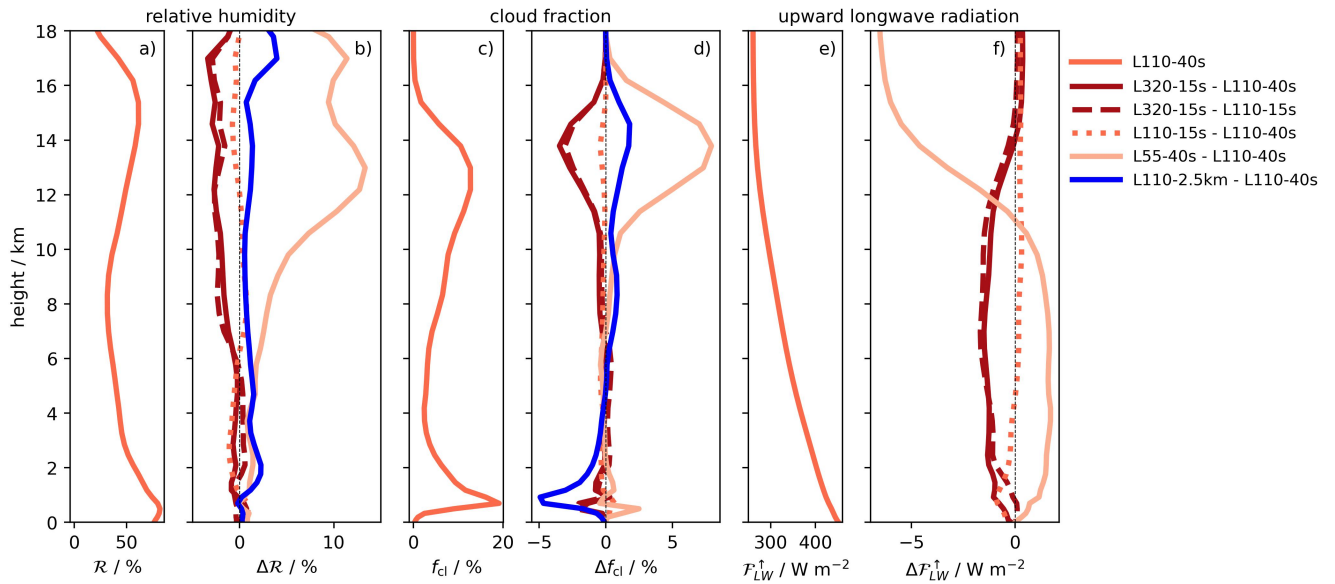 relative humidity
cloud fraction
upward longwave radiation
a)
b)
c)
d)
e)
f)
18
16
14
12
10
8
6
4
2
0
height / km
0 50
ℛ / %
0 10
Δℛ / %
0 10 20
f_cl / %
−5 0 5
Δf_cl / %
300 400
ℱ↑_LW / W m⁻²
−5 0
Δℱ↑_LW / W m⁻²
L110-40s
L320-15s - L110-40s
L320-15s - L110-15s
L110-15s - L110-40s
L55-40s - L110-40s
L110-2.5km - L110-40s